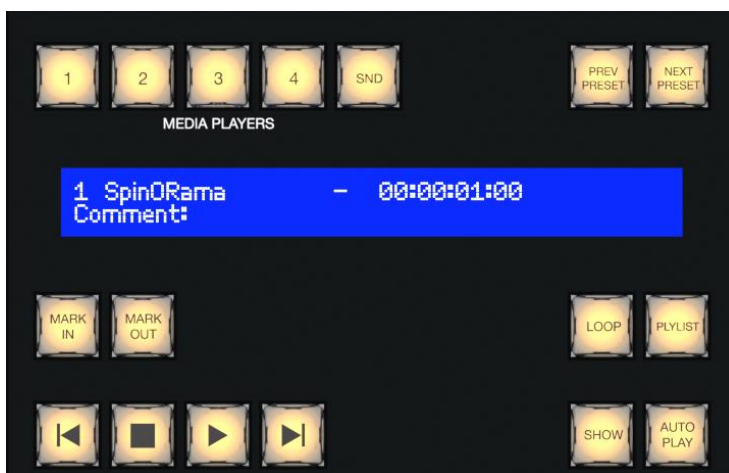 1 2 3 4 SND PREV PRESET NEXT PRESET
MEDIA PLAYERS
1 SpinORama - 00:00:01:00
Comment:
MARK IN MARK OUT LOOP PLYLIST
SHOW AUTO PLAY